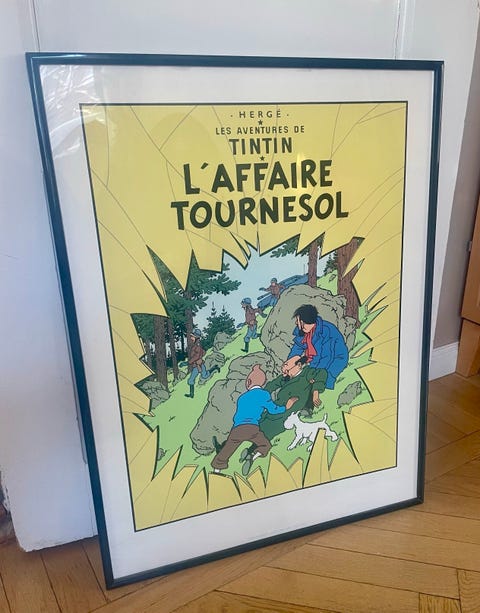 · HERGÉ ·
LES AVENTURES DE
TINTIN
L'AFFAIRE
TOURNESOL